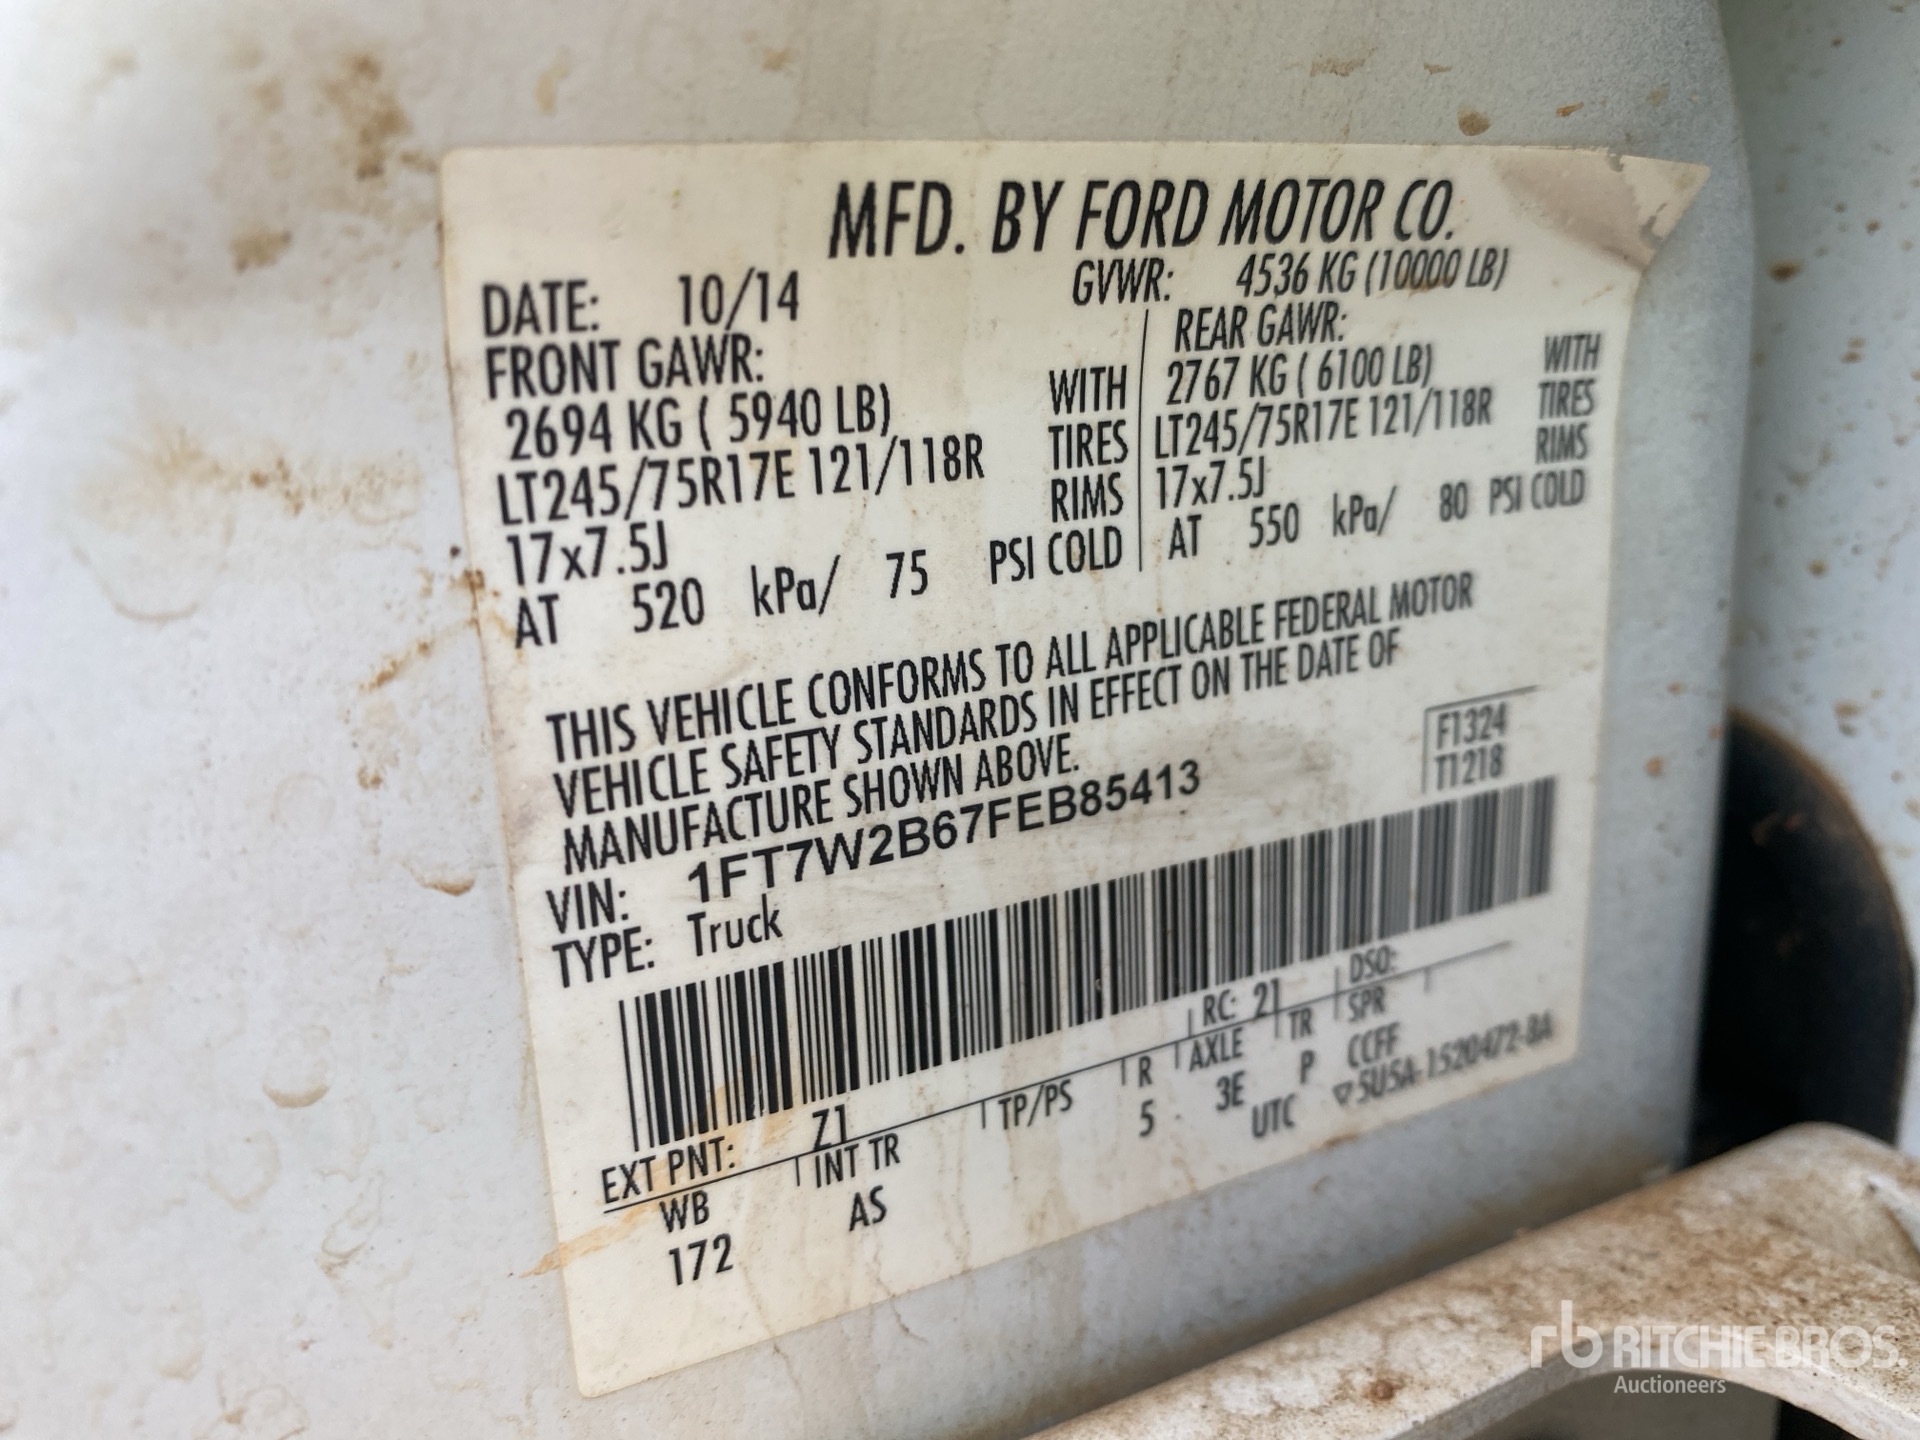 MFD. BY FORD MOTOR CO.
DATE: 10/14 GVWR: 4536 KG (10000 LB)
FRONT GAWR: REAR GAWR:
2694 KG ( 5940 LB) WITH 2767 KG ( 6100 LB) WITH
LT245/75R17E 121/118R TIRES LT245/75R17E 121/118R TIRES
17x7.5J RIMS 17x7.5J RIMS
AT 520 kPa/ 75 PSI COLD AT 550 kPa/ 80 PSI COLD
THIS VEHICLE CONFORMS TO ALL APPLICABLE FEDERAL MOTOR
VEHICLE SAFETY STANDARDS IN EFFECT ON THE DATE OF
MANUFACTURE SHOWN ABOVE.
F1324
T1218
VIN: 1FT7W2B67FEB85413
TYPE: Truck
EXT PNT: Z1 RC: 21 DSO:
WB INT TR TP/PS R AXLE TR SPR
172 AS 5 3E P CCFF
UTC ▽5U5A-1520472-BA
rb RITCHIE BROS.
Auctioneers